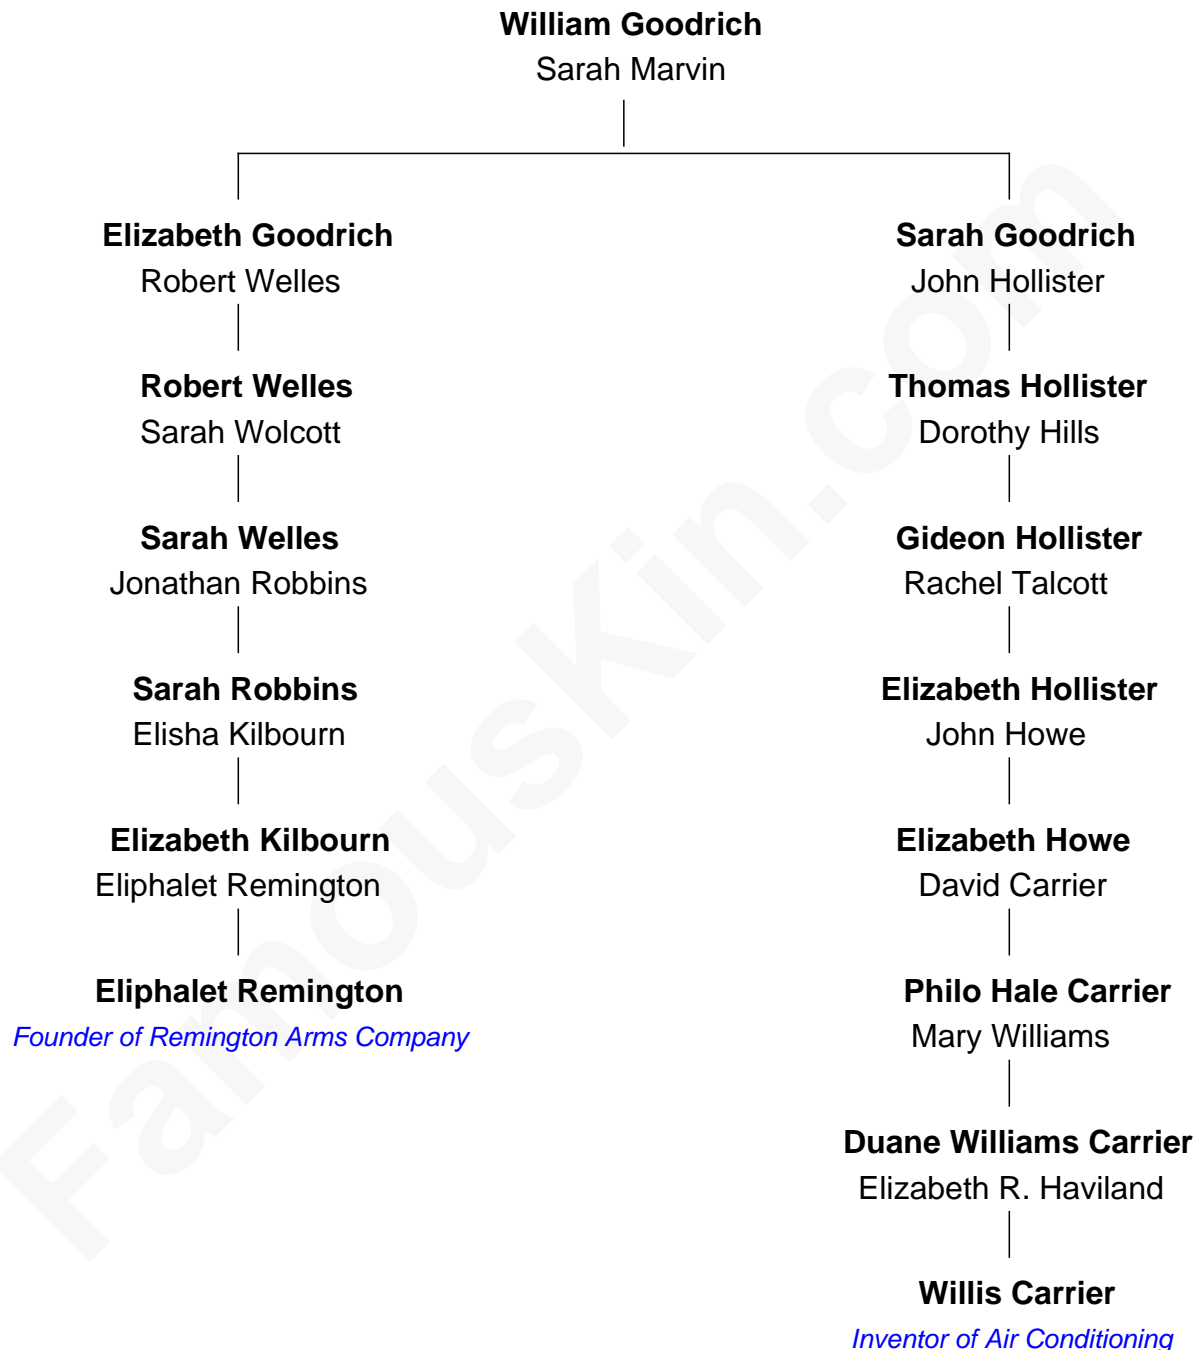 William Goodrich
Sarah Marvin
Elizabeth Goodrich
Robert Welles
Robert Welles
Sarah Wolcott
Sarah Welles
Jonathan Robbins
Sarah Robbins
Elisha Kilbourn
Elizabeth Kilbourn
Eliphalet Remington
Eliphalet Remington
Founder of Remington Arms Company
Sarah Goodrich
John Hollister
Thomas Hollister
Dorothy Hills
Gideon Hollister
Rachel Talcott
Elizabeth Hollister
John Howe
Elizabeth Howe
David Carrier
Philo Hale Carrier
Mary Williams
Duane Williams Carrier
Elizabeth R. Haviland
Willis Carrier
Inventor of Air Conditioning
FamousKin.com